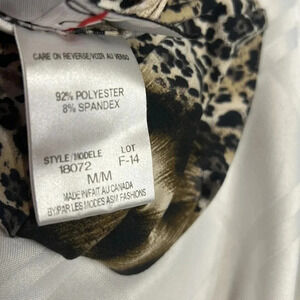 CARE ON REVERSE/VOIR AU VERSO
92% POLYESTER
8% SPANDEX
STYLE/MODELE LOT
18072 F-14
M/M
MADE IN/FAIT AU CANADA
BY/PAR LES MODES ASM FASHIONS